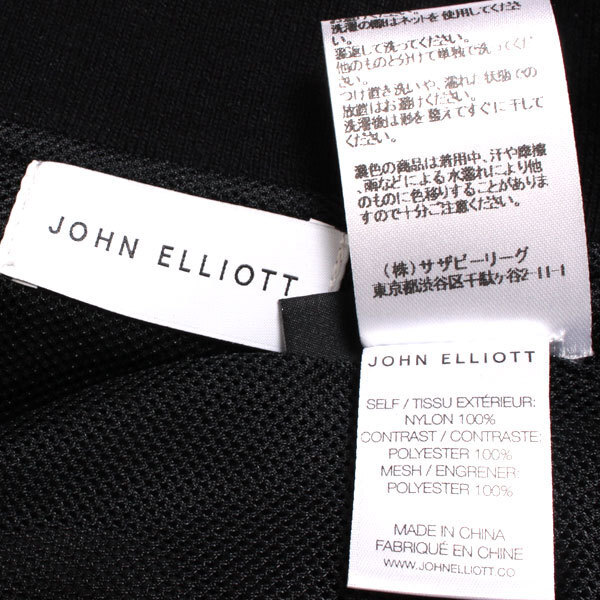 洗濯の際はネットを使用してくださ
い。
裏返して洗ってください。
他のものと分けて単独で洗ってくださ
い。
つけ置き洗いや、濡れた状態での
放置はお避けください。
洗濯後は形を整えてすぐに干して
ください。
濃色の商品は着用中、汗や摩擦
、雨などによる水濡れにより他
のものに色移りすることがありま
すので十分ご注意ください。
(株)サザビーリーグ
東京都渋谷区千駄ヶ谷2-11-1
JOHN ELLIOTT
JOHN ELLIOTT
SELF / TISSU EXTÉRIEUR:
NYLON 100%
CONTRAST / CONTRASTE:
POLYESTER 100%
MESH / ENGRENER:
POLYESTER 100%
MADE IN CHINA
FABRIQUÉ EN CHINE
WWW.JOHNELLIOTT.CO